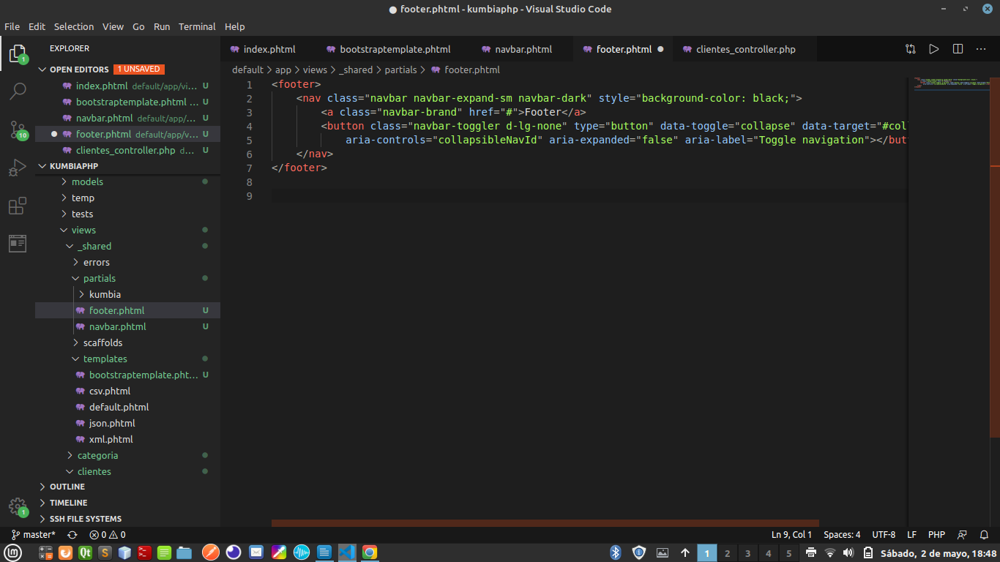 footer.phtml - kumbiaphp - Visual Studio Code
File Edit Selection View Go Run Terminal Help
1
10
1
EXPLORER
OPEN EDITORS 1 UNSAVED
index.phtml default/app/vi... U
bootstraptemplate.phtml ... U
navbar.phtml default/app/... U
footer.phtml default/app/v... U
clientes_controller.php d... U
KUMBIAPHP
models
temp
tests
views
_shared
errors
partials
kumbia
footer.phtml U
navbar.phtml U
scaffolds
templates
bootstraptemplate.pht... U
csv.phtml
default.phtml
json.phtml
xml.phtml
categoria
clientes
OUTLINE
TIMELINE
SSH FILE SYSTEMS
index.phtml bootstraptemplate.phtml navbar.phtml footer.phtml clientes_controller.php
default > app > views > _shared > partials > footer.phtml
1 <footer>
2 <nav class="navbar navbar-expand-sm navbar-dark" style="background-color: black;">
3 <a class="navbar-brand" href="#">Footer</a>
4 <button class="navbar-toggler d-lg-none" type="button" data-toggle="collapse" data-target="#col
5 aria-controls="collapsibleNavId" aria-expanded="false" aria-label="Toggle navigation"></but
6 </nav>
7 </footer>
8
9
master* 0 0 Ln 9, Col 1 Spaces: 4 UTF-8 LF PHP
lm Qt S 1 2 3 4 5 Sábado, 2 de mayo, 18:48